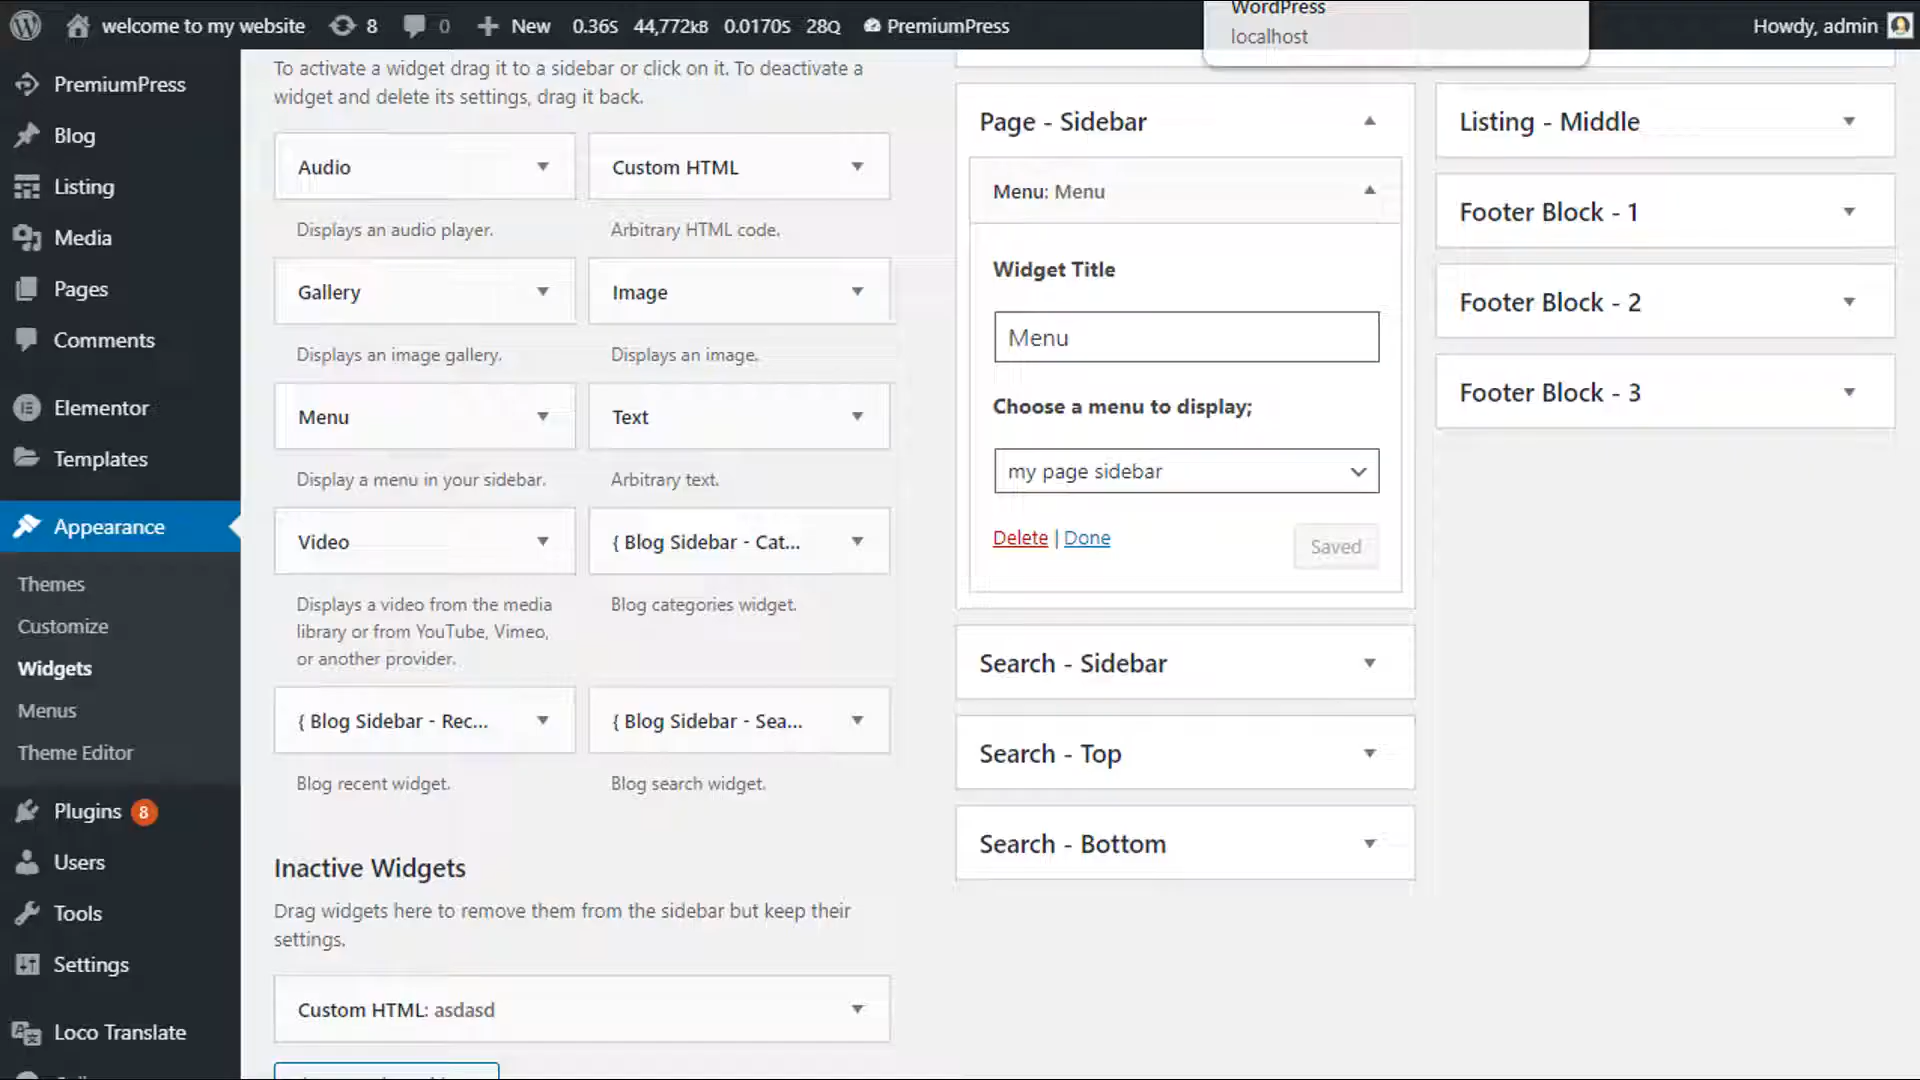 welcome to my website
8
0
New
0.36s
44,772kB
0.0170s
28Q
PremiumPress
WordPress
localhost
Howdy, admin
PremiumPress
Blog
Listing
Media
Pages
Comments
Elementor
Templates
Appearance
Themes
Customize
Widgets
Menus
Theme Editor
Plugins 8
Users
Tools
Settings
Loco Translate
To activate a widget drag it to a sidebar or click on it. To deactivate a
widget and delete its settings, drag it back.
Audio
Custom HTML
Displays an audio player.
Arbitrary HTML code.
Gallery
Image
Displays an image gallery.
Displays an image.
Menu
Text
Display a menu in your sidebar.
Arbitrary text.
Video
{ Blog Sidebar - Cat...
Displays a video from the media
library or from YouTube, Vimeo,
or another provider.
Blog categories widget.
{ Blog Sidebar - Rec...
{ Blog Sidebar - Sea...
Blog recent widget.
Blog search widget.
Inactive Widgets
Drag widgets here to remove them from the sidebar but keep their
settings.
Custom HTML: asdasd
Page - Sidebar
Menu: Menu
Widget Title
Menu
Choose a menu to display;
my page sidebar
Delete | Done
Saved
Search - Sidebar
Search - Top
Search - Bottom
Listing - Middle
Footer Block - 1
Footer Block - 2
Footer Block - 3